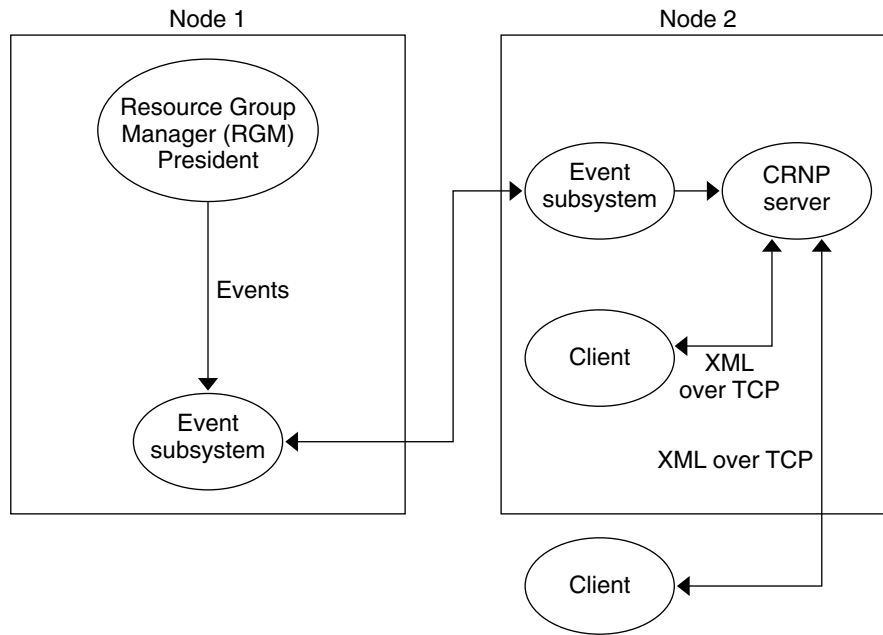 Node 1
Node 2
Resource Group
Manager (RGM)
President
Events
Event
subsystem
Event
subsystem
CRNP
server
Client
XML
over TCP
XML over TCP
Client